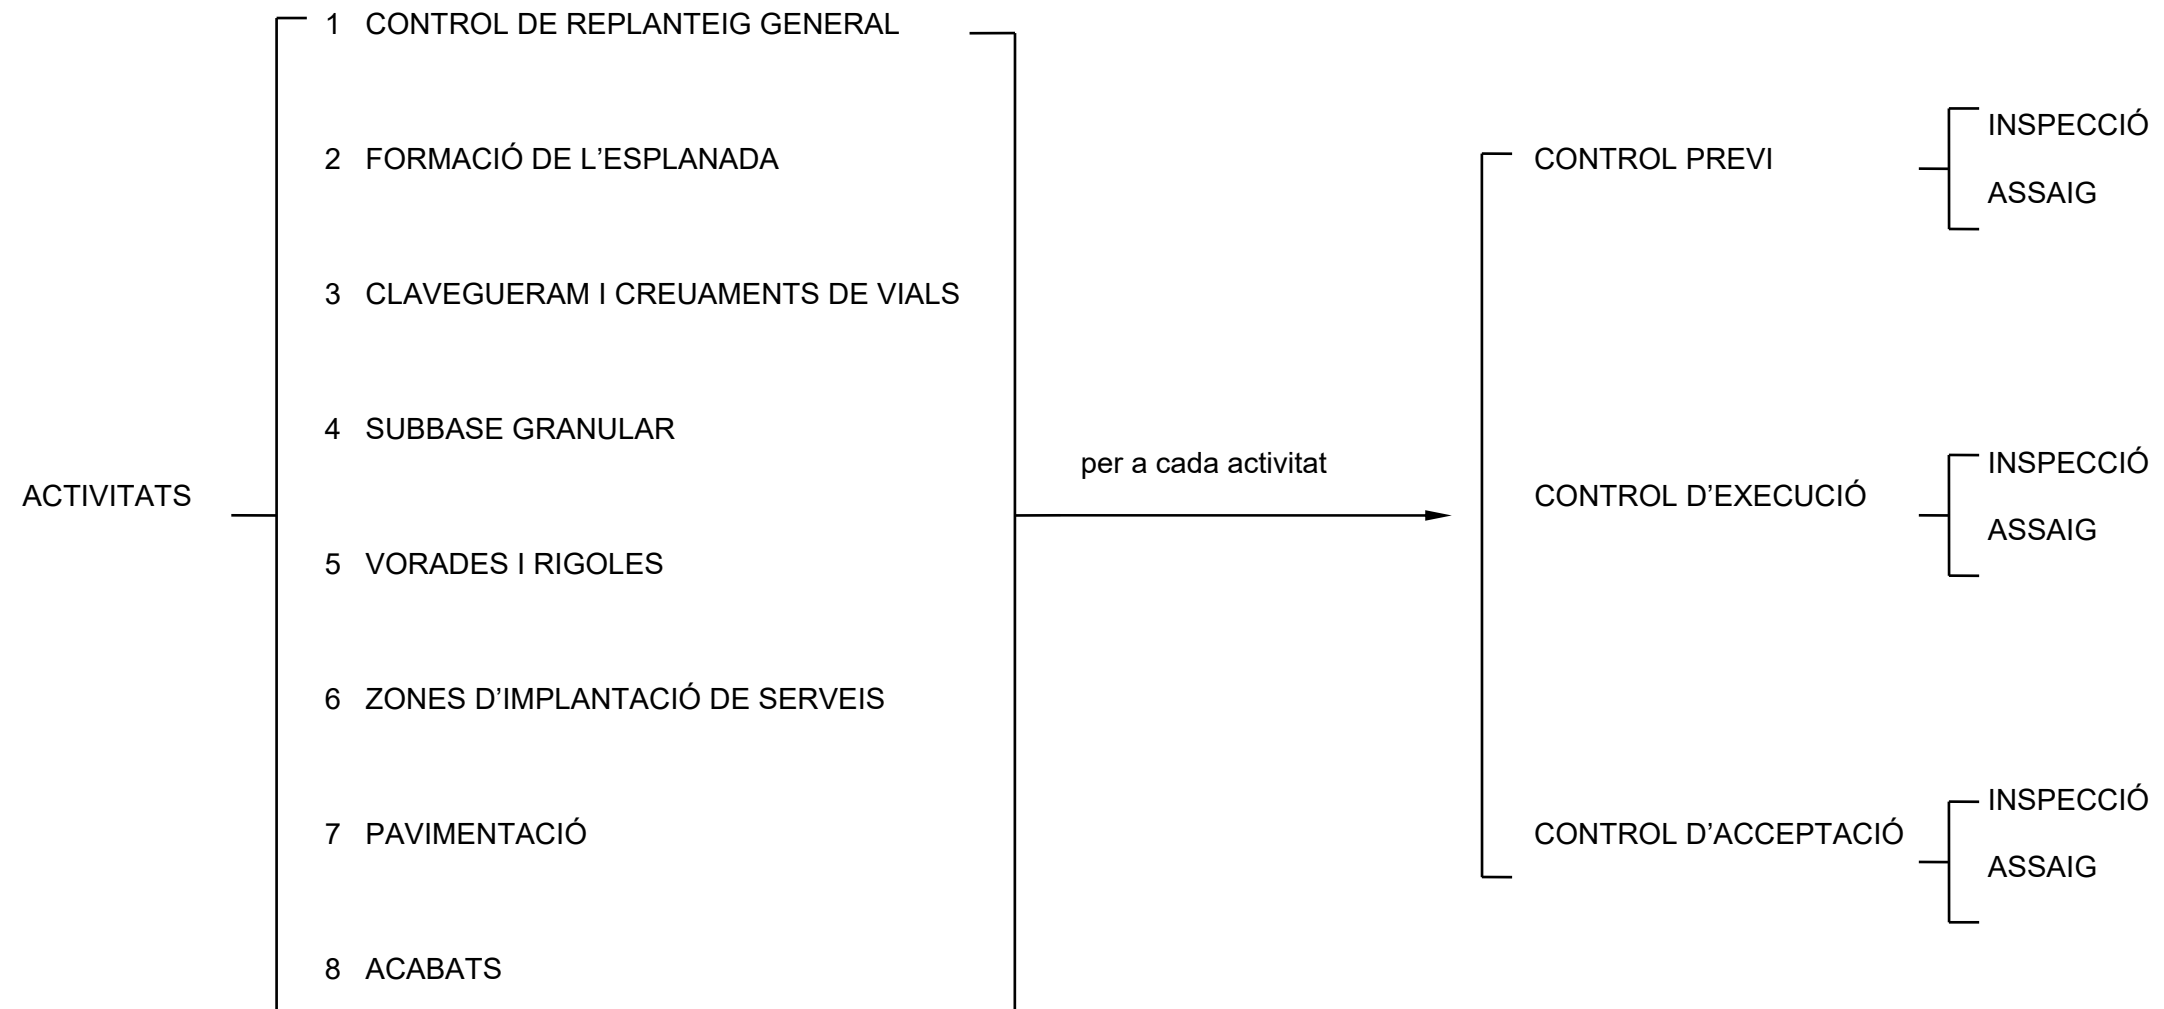 ACTIVITATS
1 CONTROL DE REPLANTEIG GENERAL
2 FORMACIÓ DE L’ESPLANADA
3 CLAVEGUERAM I CREUAMENTS DE VIALS
4 SUBBASE GRANULAR
5 VORADES I RIGOLES
6 ZONES D’IMPLANTACIÓ DE SERVEIS
7 PAVIMENTACIÓ
8 ACABATS
per a cada activitat
CONTROL PREVI
INSPECCIÓ
ASSAIG
CONTROL D’EXECUCIÓ
INSPECCIÓ
ASSAIG
CONTROL D’ACCEPTACIÓ
INSPECCIÓ
ASSAIG